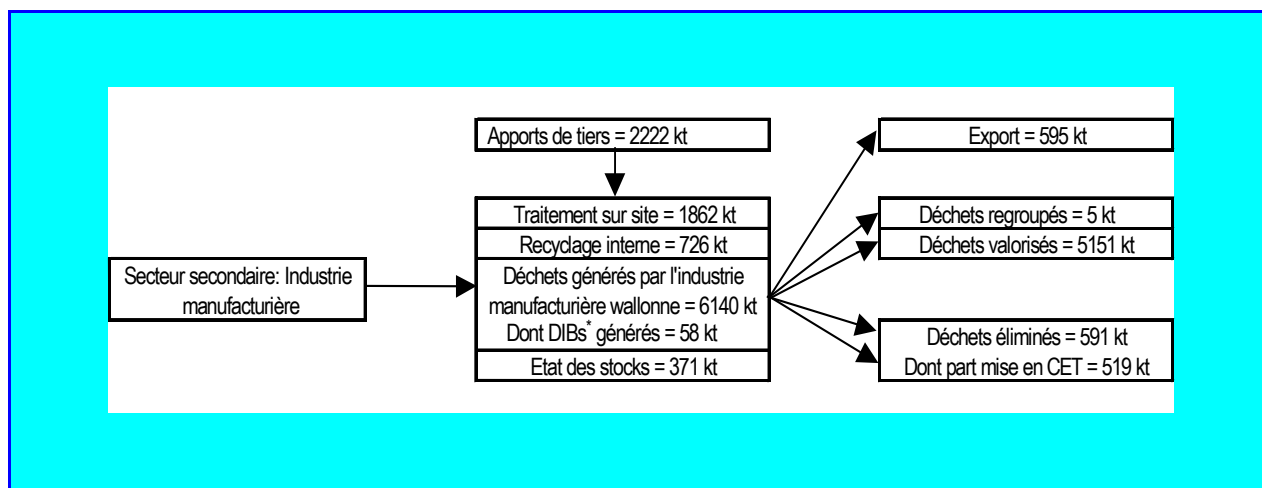 Apports de tiers = 2222 kt
Export = 595 kt
Traitement sur site = 1862 kt
Recyclage interne = 726 kt
Déchets générés par l'industrie
manufacturière wallonne = 6140 kt
Dont DIBs* générés = 58 kt
Etat des stocks = 371 kt
Déchets regroupés = 5 kt
Déchets valorisés = 5151 kt
Secteur secondaire: Industrie
manufacturière
Déchets éliminés = 591 kt
Dont part mise en CET = 519 kt